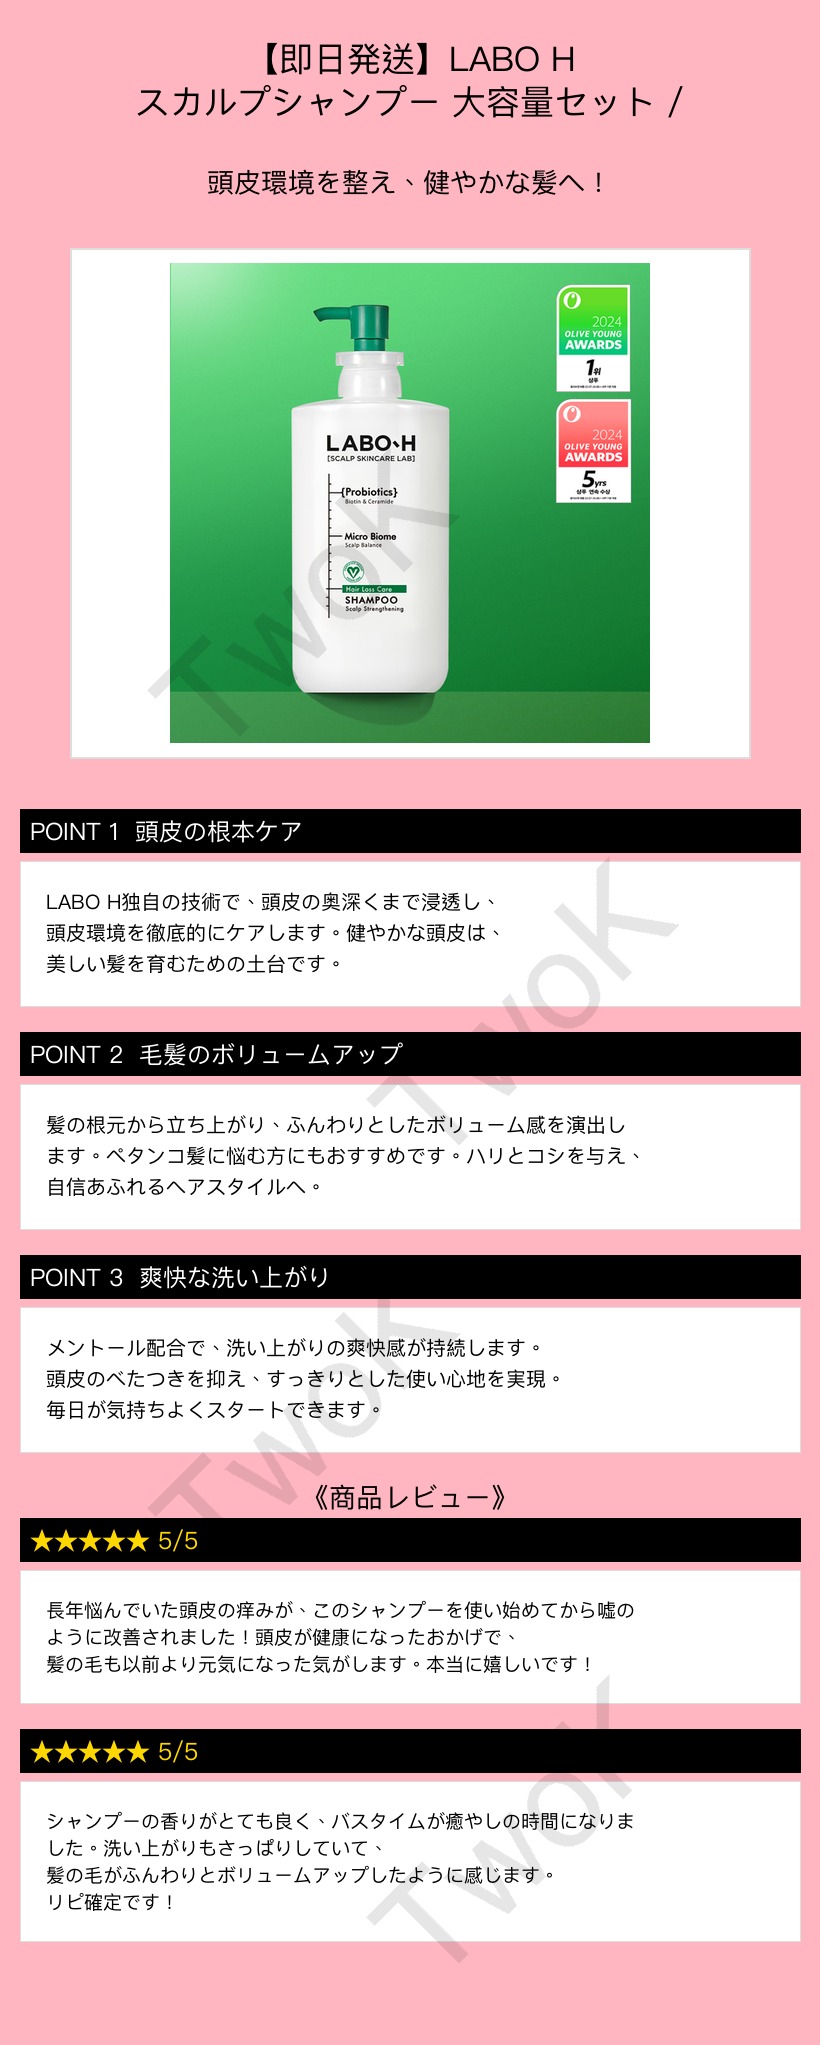 【即日発送】LABO H
スカルプシャンプー 大容量セット /
頭皮環境を整え、健やかな髪へ！
2024
OLIVE YOUNG
AWARDS
1위
샴푸
2024
OLIVE YOUNG
AWARDS
5yrs
샴푸 연속 수상
LABO H
[SCALP SKINCARE LAB]
{Probiotics}
Biotin & Ceramide
Micro Biome
Scalp Balance
Hair Loss Care
SHAMPOO
Scalp Strengthening
TwoK
POINT 1 頭皮の根本ケア
LABO H独自の技術で、頭皮の奥深くまで浸透し、
頭皮環境を徹底的にケアします。健やかな頭皮は、
美しい髪を育むための土台です。
TwoK
POINT 2 毛髪のボリュームアップ
髪の根元から立ち上がり、ふんわりとしたボリューム感を演出し
ます。ペタンコ髪に悩む方にもおすすめです。ハリとコシを与え、
自信あふれるヘアスタイルへ。
POINT 3 爽快な洗い上がり
メントール配合で、洗い上がりの爽快感が持続します。
頭皮のべたつきを抑え、すっきりとした使い心地を実現。
毎日が気持ちよくスタートできます。
TwoK
《商品レビュー》
★★★★★ 5/5
長年悩んでいた頭皮の痒みが、このシャンプーを使い始めてから嘘の
ように改善されました！頭皮が健康になったおかげで、
髪の毛も以前より元気になった気がします。本当に嬉しいです！
★★★★★ 5/5
シャンプーの香りがとても良く、バスタイムが癒やしの時間になりま
した。洗い上がりもさっぱりしていて、
髪の毛がふんわりとボリュームアップしたように感じます。
リピ確定です！
TwoK